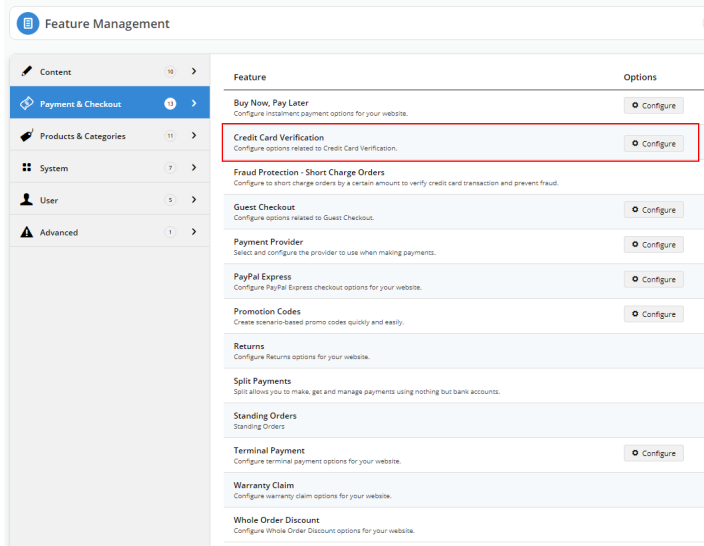 Feature Management
Content 10
Payment & Checkout 13
Products & Categories 11
System 7
User 5
Advanced 1
Feature Options
Buy Now, Pay Later
Configure instalment payment options for your website.
Configure
Credit Card Verification
Configure options related to Credit Card Verification.
Configure
Fraud Protection - Short Charge Orders
Configure to short charge orders by a certain amount to verify credit card transaction and prevent fraud.
Guest Checkout
Configure options related to Guest Checkout.
Configure
Payment Provider
Select and configure the provider to use when making payments.
Configure
PayPal Express
Configure PayPal Express checkout options for your website.
Configure
Promotion Codes
Create scenario-based promo codes quickly and easily.
Configure
Returns
Configure Returns options for your website.
Split Payments
Split allows you to make, get and manage payments using nothing but bank accounts.
Standing Orders
Standing Orders
Terminal Payment
Configure terminal payment options for your website.
Configure
Warranty Claim
Configure warranty claim options for your website.
Whole Order Discount
Configure Whole Order Discount options for your website.